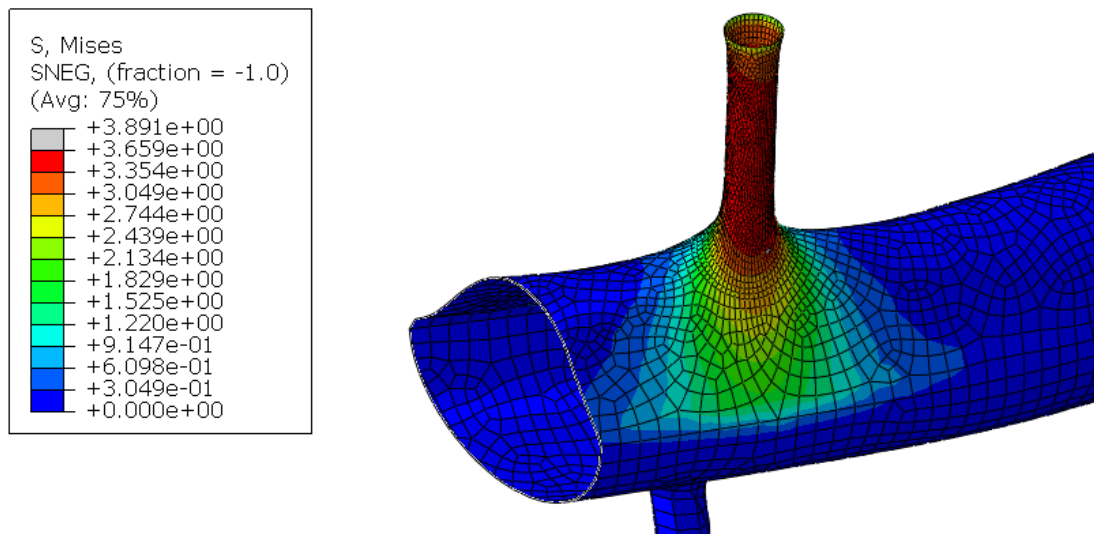 S, Mises
SNEG, (fraction = -1.0)
(Avg: 75%)
+3.891e+00
+3.659e+00
+3.354e+00
+3.049e+00
+2.744e+00
+2.439e+00
+2.134e+00
+1.829e+00
+1.525e+00
+1.220e+00
+9.147e-01
+6.098e-01
+3.049e-01
+0.000e+00